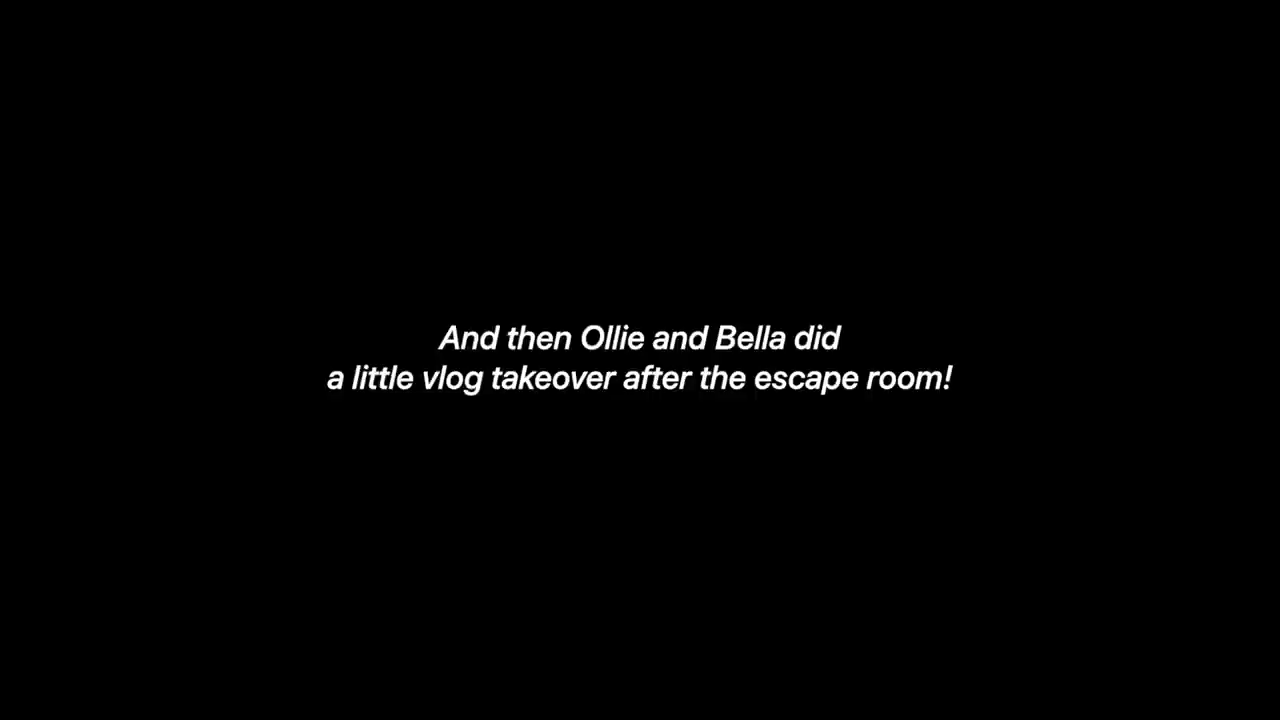 And then Ollie and Bella did
a little vlog takeover after the escape room!